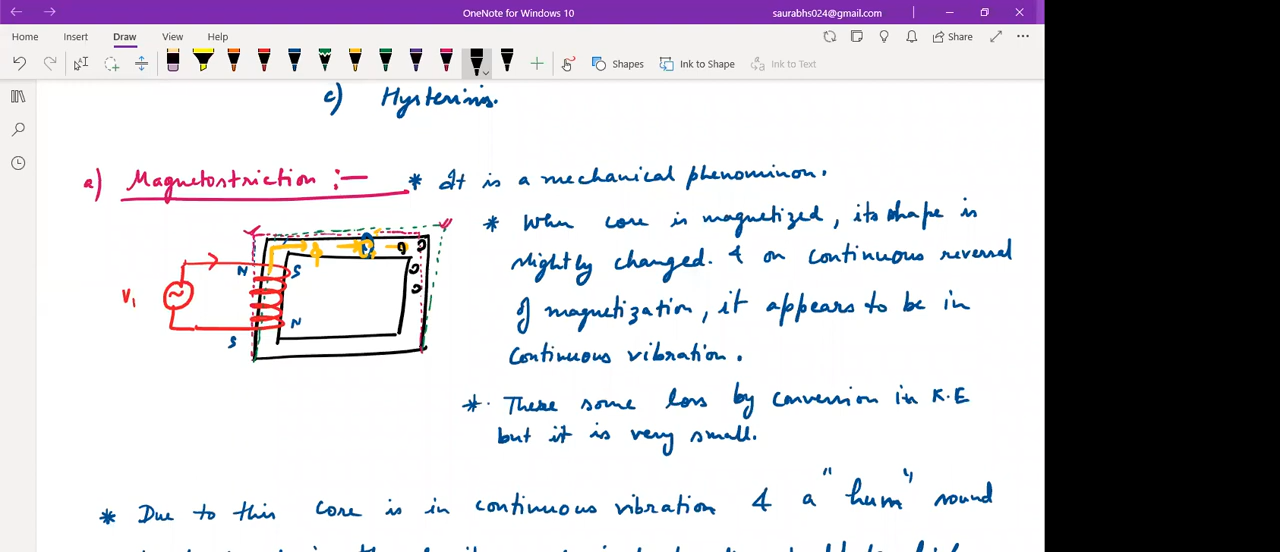 OneNote for Windows 10
saurabhs024@gmail.com
Home Insert Draw View Help
Share
Shapes Ink to Shape Ink to Text
c) Hysterisis.
a) Magnetostriction :— * It is a mechanical phenominon.
* When core is magnetized, its shape is
slightly changed. & on continuous reversal
of magnetization, it appears to be in
continuous vibration.
* There some loss by conversion in K.E
but it is very small.
N S
V1
N
S
* Due to this core is in continuous vibration & a "hum" sound